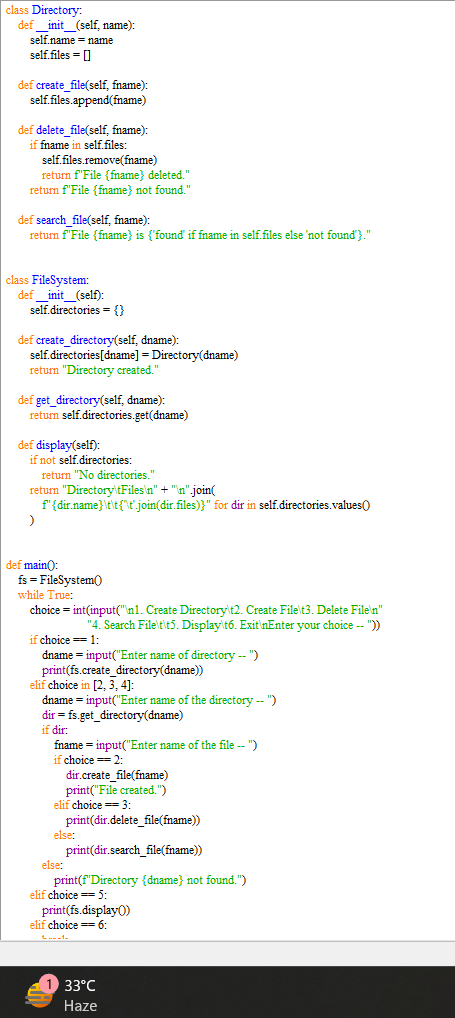 class Directory:
    def __init__(self, name):
        self.name = name
        self.files = []

    def create_file(self, fname):
        self.files.append(fname)

    def delete_file(self, fname):
        if fname in self.files:
            self.files.remove(fname)
            return f"File {fname} deleted."
        return f"File {fname} not found."

    def search_file(self, fname):
        return f"File {fname} is {'found' if fname in self.files else 'not found'}."


class FileSystem:
    def __init__(self):
        self.directories = {}

    def create_directory(self, dname):
        self.directories[dname] = Directory(dname)
        return "Directory created."

    def get_directory(self, dname):
        return self.directories.get(dname)

    def display(self):
        if not self.directories:
            return "No directories."
        return "Directory\tFiles\n" + "\n".join(
            f"{dir.name}\t\t{'\t'.join(dir.files)}" for dir in self.directories.values()
        )


def main():
    fs = FileSystem()
    while True:
        choice = int(input("\n1. Create Directory\t2. Create File\t3. Delete File\n"
                           "4. Search File\t\t5. Display\t6. Exit\nEnter your choice -- "))
        if choice == 1:
            dname = input("Enter name of directory -- ")
            print(fs.create_directory(dname))
        elif choice in [2, 3, 4]:
            dname = input("Enter name of the directory -- ")
            dir = fs.get_directory(dname)
            if dir:
                fname = input("Enter name of the file -- ")
                if choice == 2:
                    dir.create_file(fname)
                    print("File created.")
                elif choice == 3:
                    print(dir.delete_file(fname))
                else:
                    print(dir.search_file(fname))
            else:
                print(f"Directory {dname} not found.")
        elif choice == 5:
            print(fs.display())
        elif choice == 6:
1
33°C
Haze